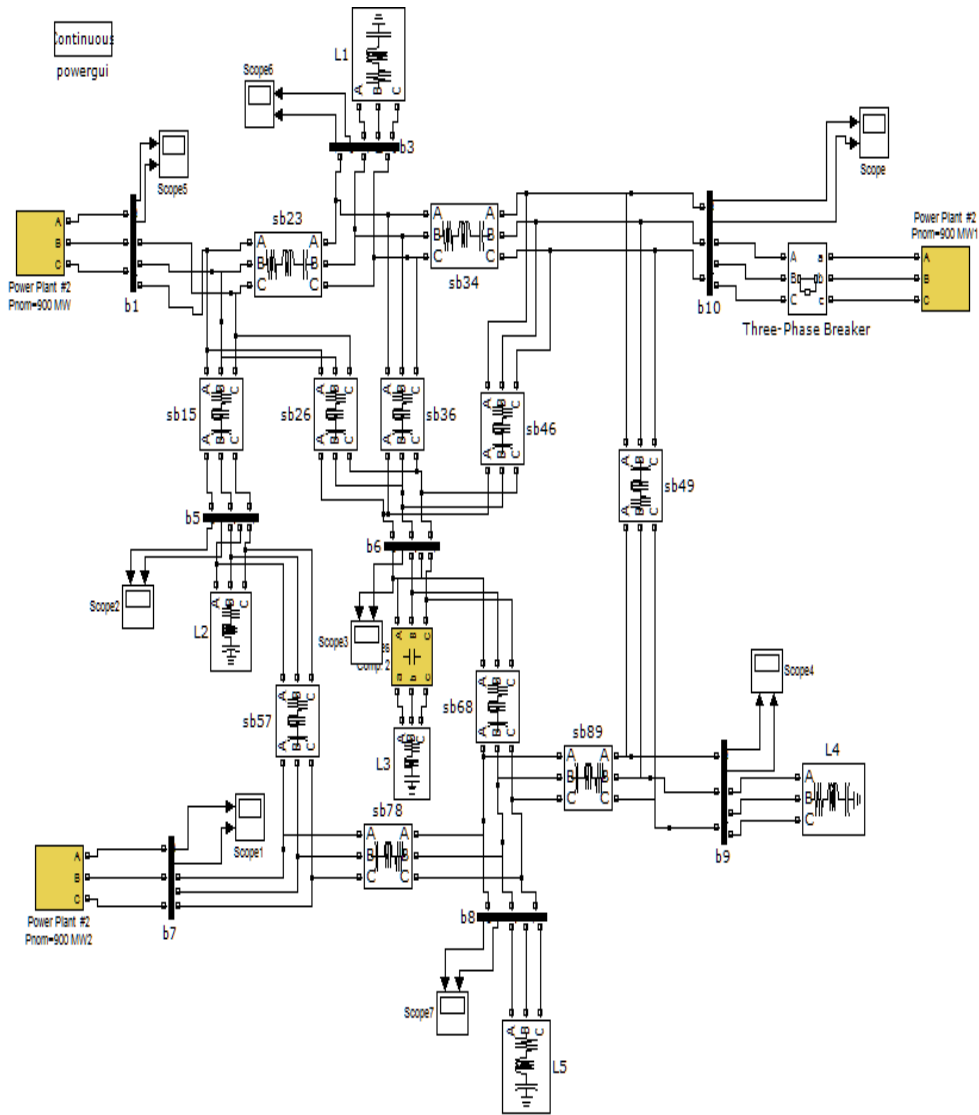 Continuous
powergui
L1
A B C
Scope6
b3
Scope5
Scope
A
B
C
Power Plant #2
Pnom=900 MW
b1
sb23
A A
B B
C C
A A
B B
C C
sb34
b10
A a
B b
C c
Three-Phase Breaker
Power Plant #2
Pnom=900 MW1
A
B
C
A B C
A B C
sb15
A B C
A B C
sb26
A B C
A B C
sb36
A B C
A B C
sb46
A B C
A B C
sb49
b5
b6
Scope2
A B C
L2
Scope3
A B C
a b c
Comp. 2
A B C
A B C
sb57
A B C
L3
A B C
A B C
sb68
Scope4
sb89
A A
B B
C C
L4
A
B
C
b9
sb78
A A
B B
C C
Scope1
A
B
C
Power Plant #2
Pnom=900 MW2
b7
b8
Scope7
A B C
L5